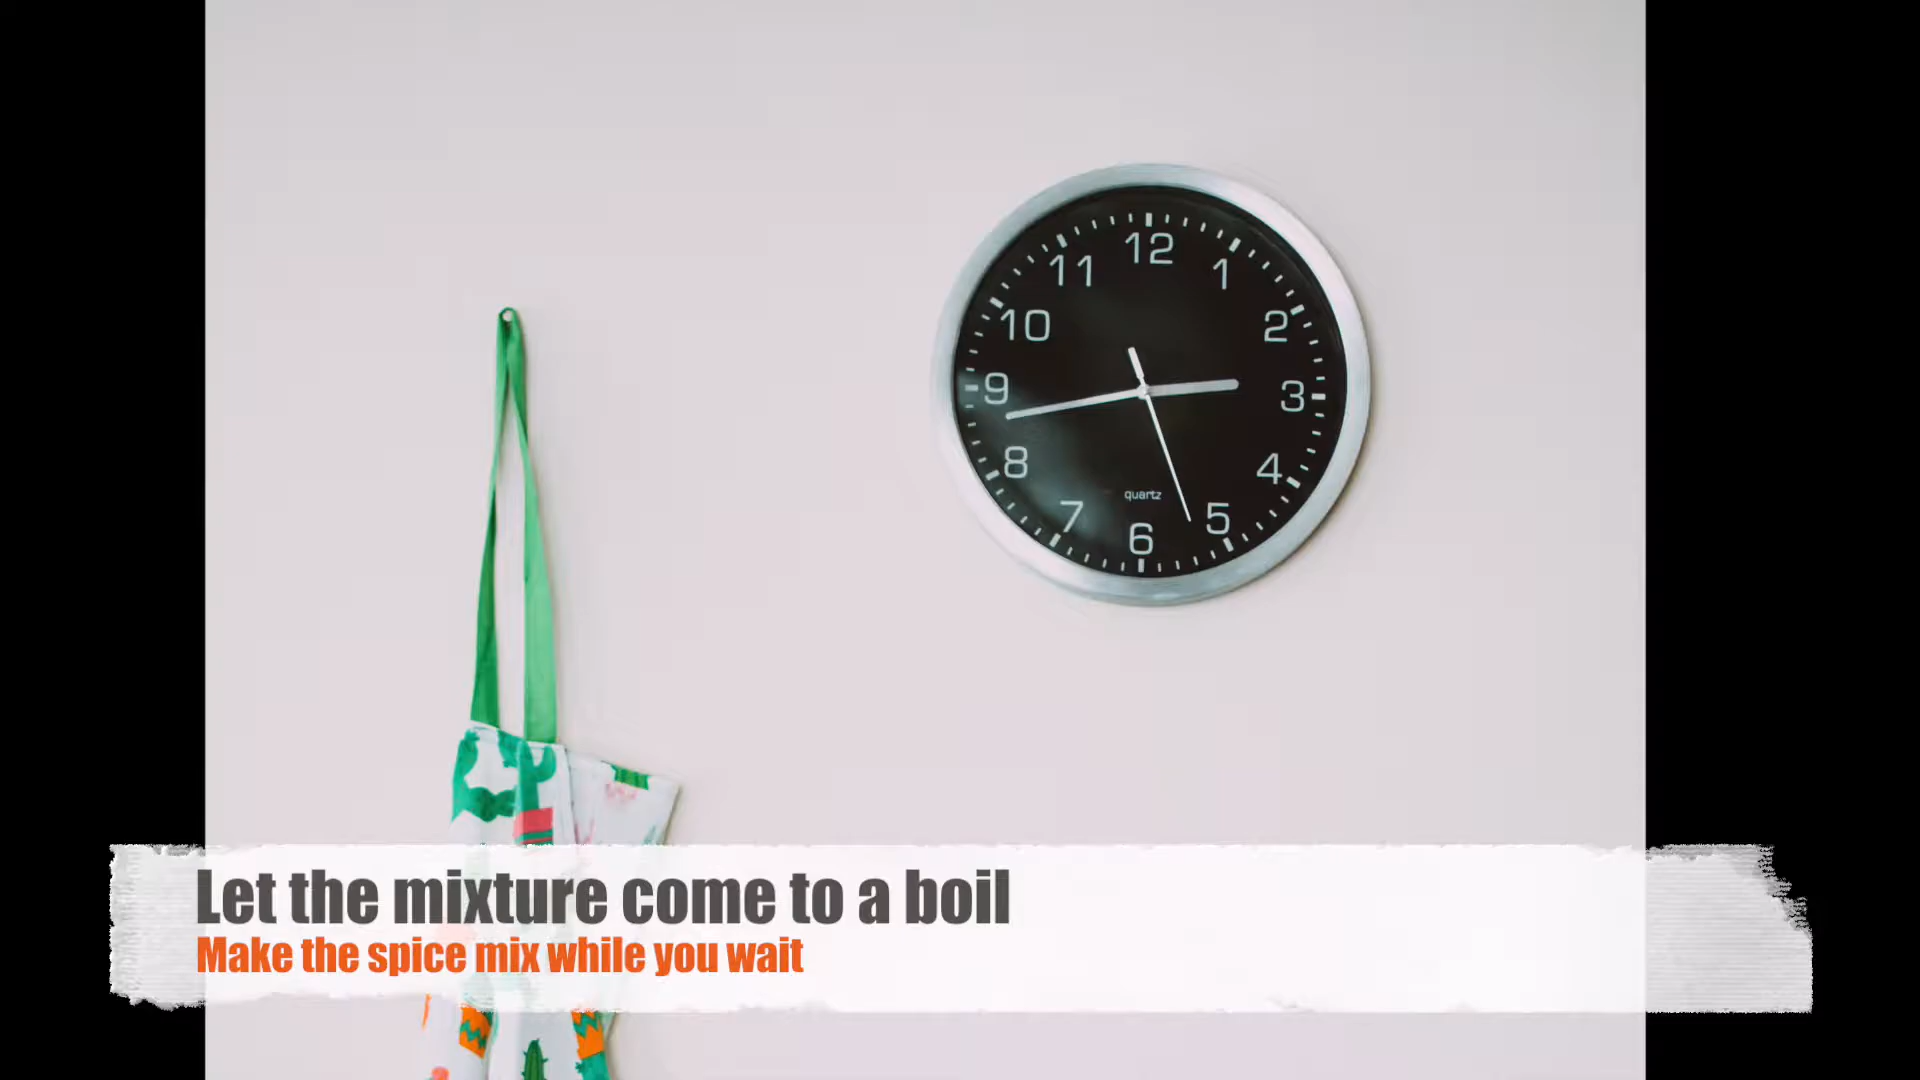 12
11 1
10 2
9 3
8 4
quartz
7 5
6
Let the mixture come to a boil
Make the spice mix while you wait